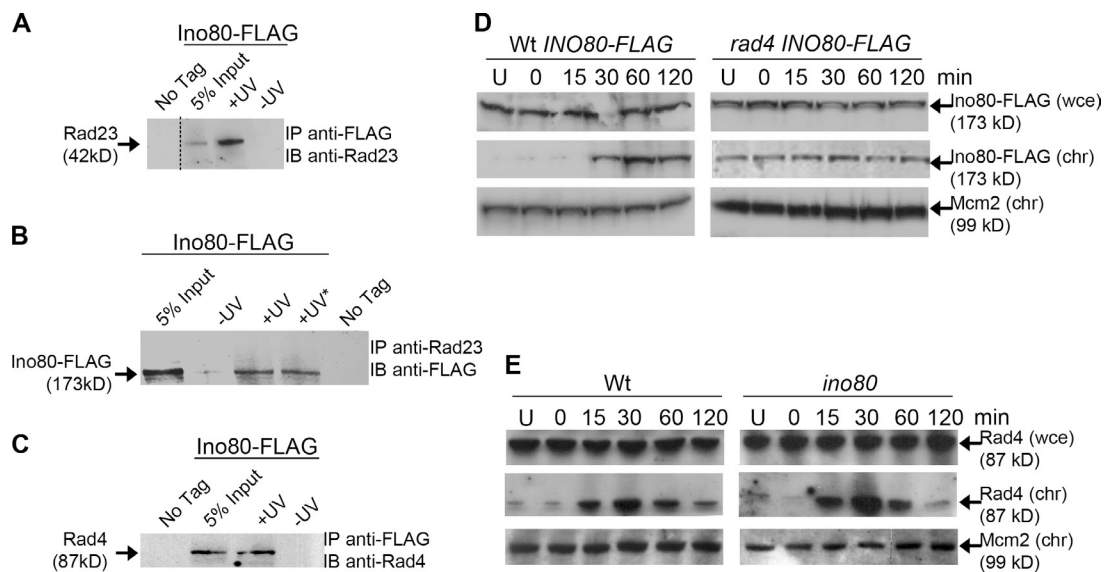 A
Ino80-FLAG
No Tag
5% Input
+UV
-UV
Rad23
(42kD)
IP anti-FLAG
IB anti-Rad23
B
Ino80-FLAG
5% Input
-UV
+UV
+UV*
No Tag
Ino80-FLAG
(173kD)
IP anti-Rad23
IB anti-FLAG
C
Ino80-FLAG
No Tag
5% Input
+UV
-UV
Rad4
(87kD)
IP anti-FLAG
IB anti-Rad4
D
Wt INO80-FLAG
rad4 INO80-FLAG
U 0 15 30 60 120
U 0 15 30 60 120 min
Ino80-FLAG (wce)
(173 kD)
Ino80-FLAG (chr)
(173 kD)
Mcm2 (chr)
(99 kD)
E
Wt
ino80
U 0 15 30 60 120
U 0 15 30 60 120 min
Rad4 (wce)
(87 kD)
Rad4 (chr)
(87 kD)
Mcm2 (chr)
(99 kD)